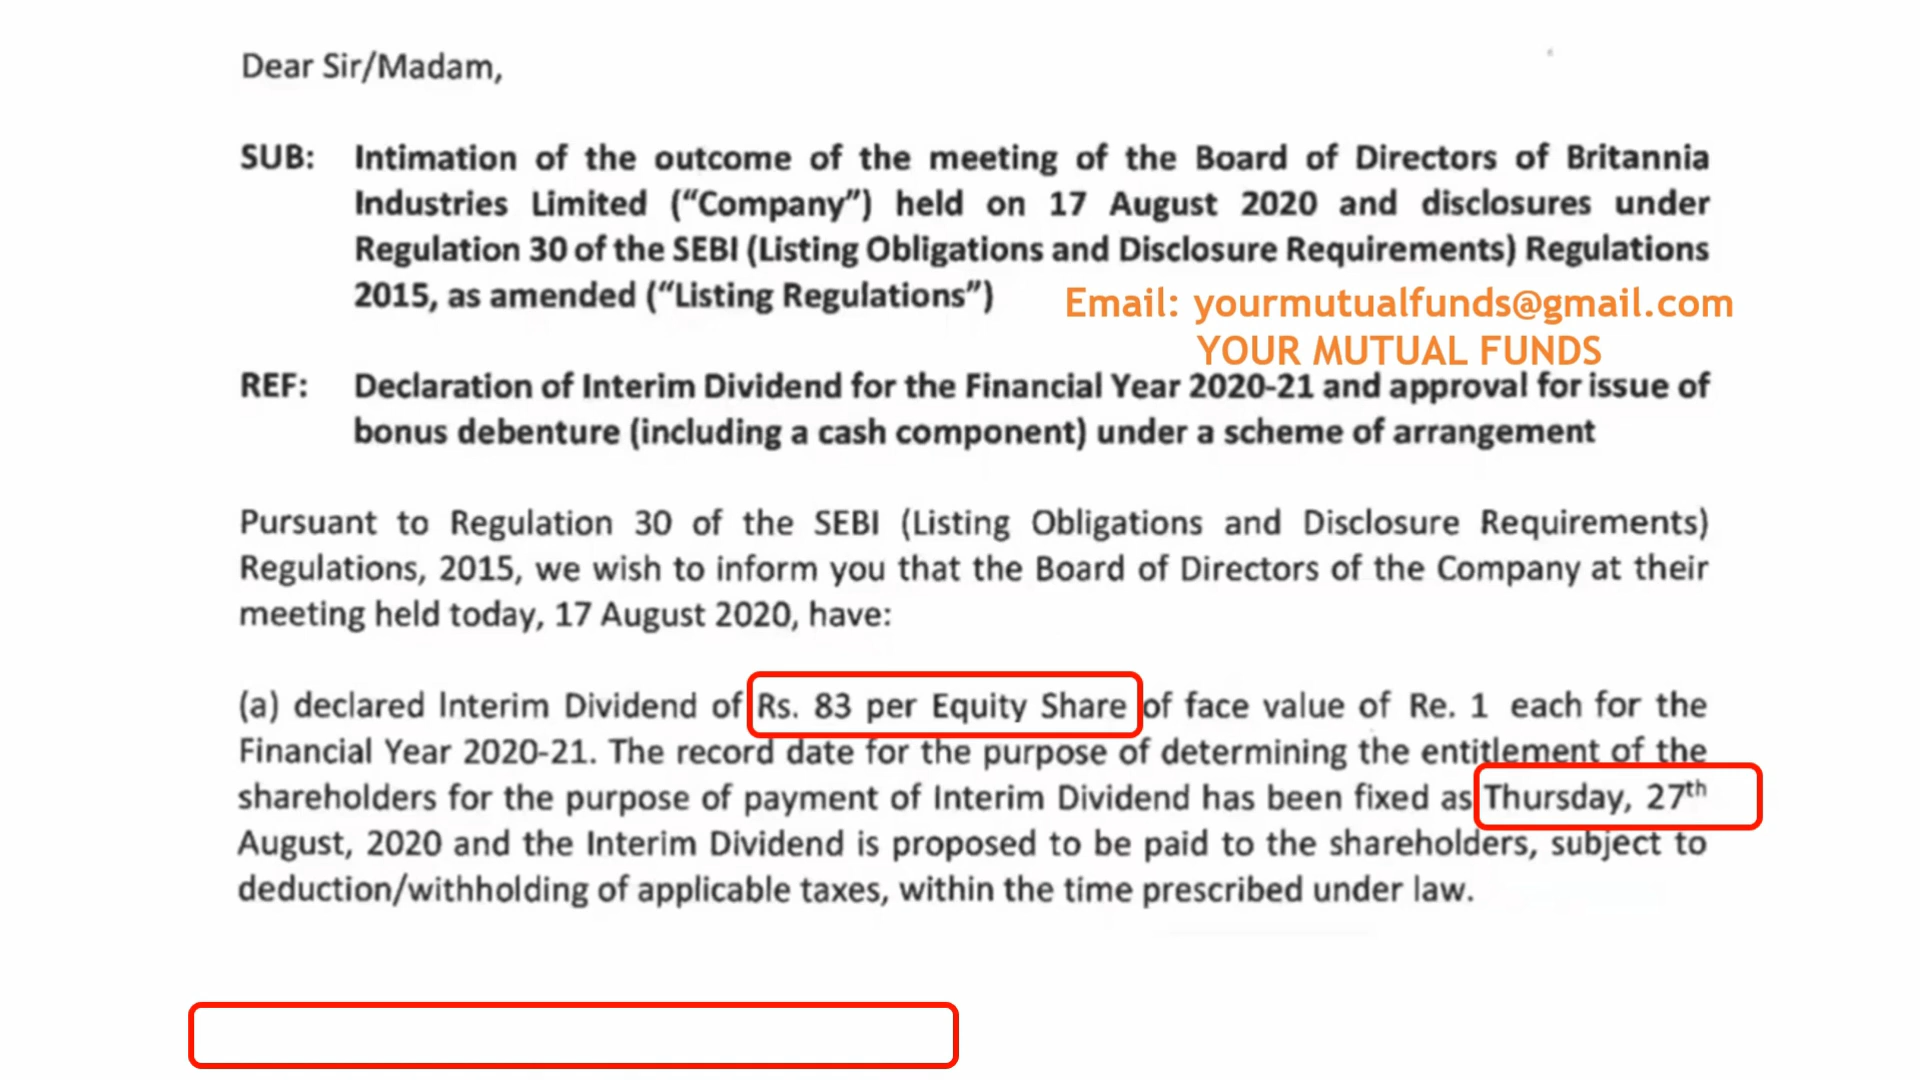 Dear Sir/Madam,
SUB: Intimation of the outcome of the meeting of the Board of Directors of Britannia
Industries Limited (“Company”) held on 17 August 2020 and disclosures under
Regulation 30 of the SEBI (Listing Obligations and Disclosure Requirements) Regulations
2015, as amended (“Listing Regulations”)
Email: yourmutualfunds@gmail.com
YOUR MUTUAL FUNDS
REF: Declaration of Interim Dividend for the Financial Year 2020-21 and approval for issue of
bonus debenture (including a cash component) under a scheme of arrangement
Pursuant to Regulation 30 of the SEBI (Listing Obligations and Disclosure Requirements)
Regulations, 2015, we wish to inform you that the Board of Directors of the Company at their
meeting held today, 17 August 2020, have:
(a) declared Interim Dividend of Rs. 83 per Equity Share of face value of Re. 1 each for the
Financial Year 2020-21. The record date for the purpose of determining the entitlement of the
shareholders for the purpose of payment of Interim Dividend has been fixed as Thursday, 27th
August, 2020 and the Interim Dividend is proposed to be paid to the shareholders, subject to
deduction/withholding of applicable taxes, within the time prescribed under law.